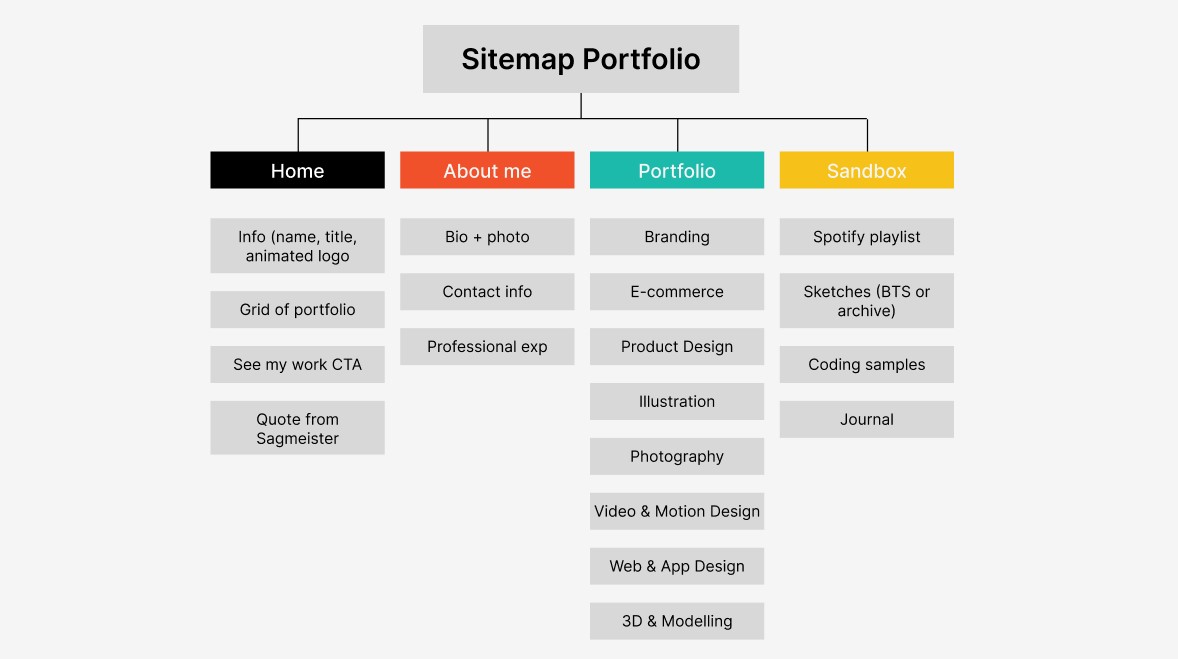 Sitemap Portfolio
Home
Info (name, title,
animated logo
Grid of portfolio
See my work CTA
Quote from
Sagmeister
About me
Bio + photo
Contact info
Professional exp
Portfolio
Branding
E-commerce
Product Design
Illustration
Photography
Video & Motion Design
Web & App Design
3D & Modelling
Sandbox
Spotify playlist
Sketches (BTS or
archive)
Coding samples
Journal